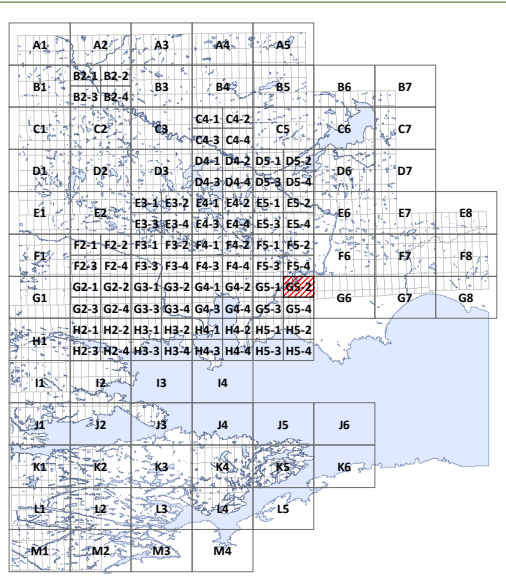 A1 A2 A3 A4 A5
B2-1 B2-2
B1 B3 B4 B5 B6 B7
B2-3 B2-4
C4-1 C4-2
C1 C2 C3 C5 C6 C7
C4-3 C4-4
D4-1 D4-2 D5-1 D5-2
D1 D2 D3 D6 D7
D4-3 D4-4 D5-3 D5-4
E3-1 E3-2 E4-1 E4-2 E5-1 E5-2
E1 E2 E6 E7 E8
E3-3 E3-4 E4-3 E4-4 E5-3 E5-4
F2-1 F2-2 F3-1 F3-2 F4-1 F4-2 F5-1 F5-2
F1 F6 F7 F8
F2-3 F2-4 F3-3 F3-4 F4-3 F4-4 F5-3 F5-4
G2-1 G2-2 G3-1 G3-2 G4-1 G4-2 G5-1 G5-2
G1 G6 G7 G8
G2-3 G2-4 G3-3 G3-4 G4-3 G4-4 G5-3 G5-4
H2-1 H2-2 H3-1 H3-2 H4-1 H4-2 H5-1 H5-2
H1
H2-3 H2-4 H3-3 H3-4 H4-3 H4-4 H5-3 H5-4
I1 I2 I3 I4
J1 J2 J3 J4 J5 J6
K1 K2 K3 K4 K5 K6
L1 L2 L3 L4 L5
M1 M2 M3 M4